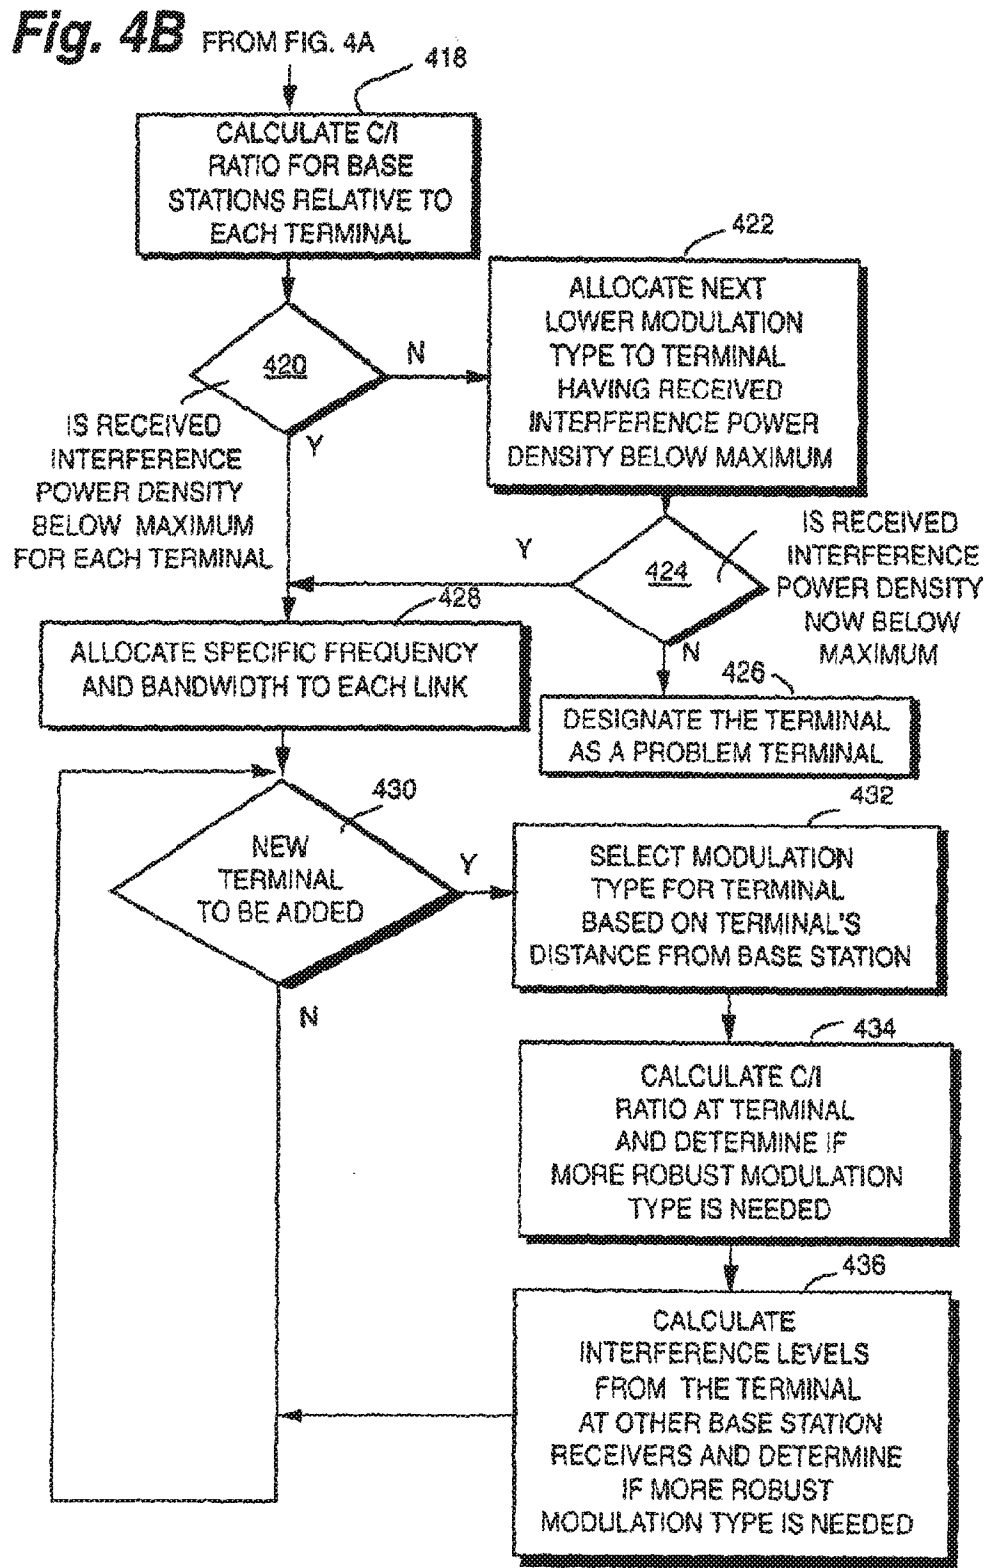 Fig. 4B FROM FIG. 4A
418
CALCULATE C/I
RATIO FOR BASE
STATIONS RELATIVE TO
EACH TERMINAL
422
ALLOCATE NEXT
LOWER MODULATION
TYPE TO TERMINAL
HAVING RECEIVED
INTERFERENCE POWER
DENSITY BELOW MAXIMUM
420
N
Y
IS RECEIVED
INTERFERENCE
POWER DENSITY
BELOW MAXIMUM
FOR EACH TERMINAL
424
Y
N
IS RECEIVED
INTERFERENCE
POWER DENSITY
NOW BELOW
MAXIMUM
428
ALLOCATE SPECIFIC FREQUENCY
AND BANDWIDTH TO EACH LINK
426
DESIGNATE THE TERMINAL
AS A PROBLEM TERMINAL
430
NEW
TERMINAL
TO BE ADDED
Y
N
432
SELECT MODULATION
TYPE FOR TERMINAL
BASED ON TERMINAL'S
DISTANCE FROM BASE STATION
434
CALCULATE C/I
RATIO AT TERMINAL
AND DETERMINE IF
MORE ROBUST MODULATION
TYPE IS NEEDED
436
CALCULATE
INTERFERENCE LEVELS
FROM THE TERMINAL
AT OTHER BASE STATION
RECEIVERS AND DETERMINE
IF MORE ROBUST
MODULATION TYPE IS NEEDED